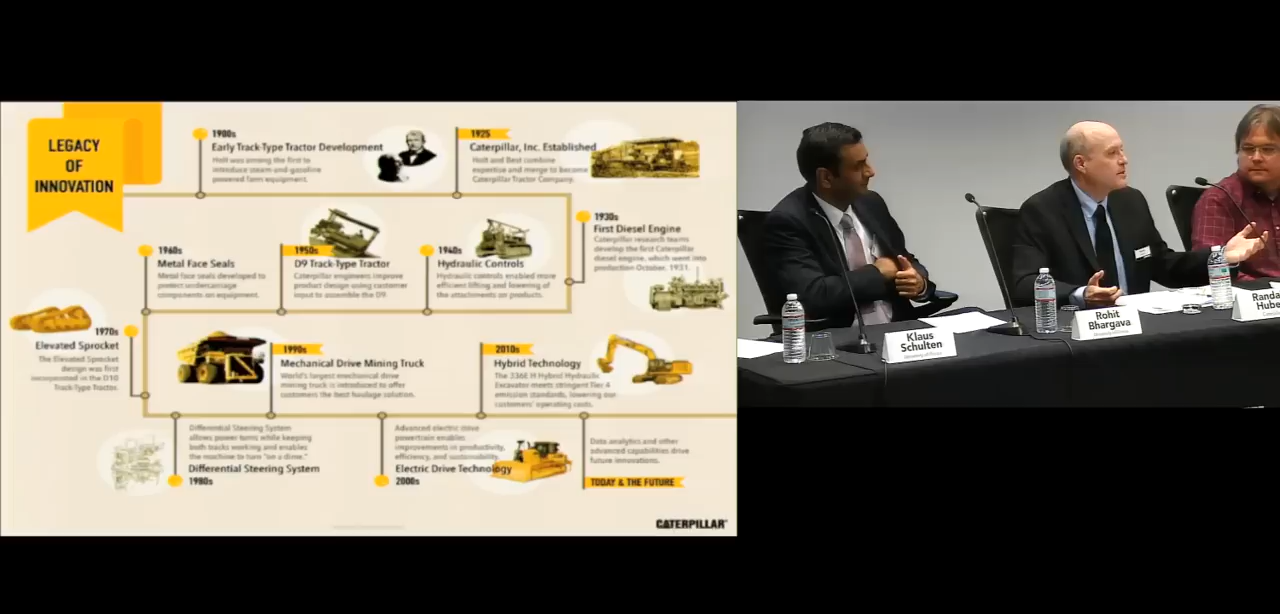 LEGACY
OF
INNOVATION
1900s
Early Track-Type Tractor Development
Holt was among the first to
introduce steam and gasoline
powered farm equipment.
1925
Caterpillar, Inc. Established
Holt and Best combine
expertise and merge to become
Caterpillar Tractor Company.
1930s
First Diesel Engine
Caterpillar research teams
develop the first Caterpillar
diesel engine, which went into
production October, 1931.
1940s
Hydraulic Controls
Hydraulic controls enabled more
efficient lifting and lowering of
the attachments on products.
1950s
D9 Track-Type Tractor
Caterpillar engineers improve
product design using customer
input to assemble the D9.
1960s
Metal Face Seals
Metal face seals developed to
protect undercarriage
components on equipment.
1970s
Elevated Sprocket
The Elevated Sprocket
design was first
incorporated in the D10
Track-Type Tractor.
Differential Steering System
allows power turns while keeping
both tracks working and enables
the machine to turn "on a dime."
Differential Steering System
1980s
1990s
Mechanical Drive Mining Truck
World's largest mechanical drive
mining truck is introduced to offer
customers the best haulage solution.
Advanced electric drive
powertrain enables
improvements in productivity,
efficiency, and sustainability.
Electric Drive Technology
2000s
2010s
Hybrid Technology
The 336E H Hybrid Hydraulic
Excavator meets stringent Tier 4
emission standards, lowering our
customers' operating costs.
Data analytics and other
advanced capabilities drive
future innovations.
TODAY & THE FUTURE
CATERPILLAR
Klaus
Schulten
Rohit
Bhargava
Randa
Hube